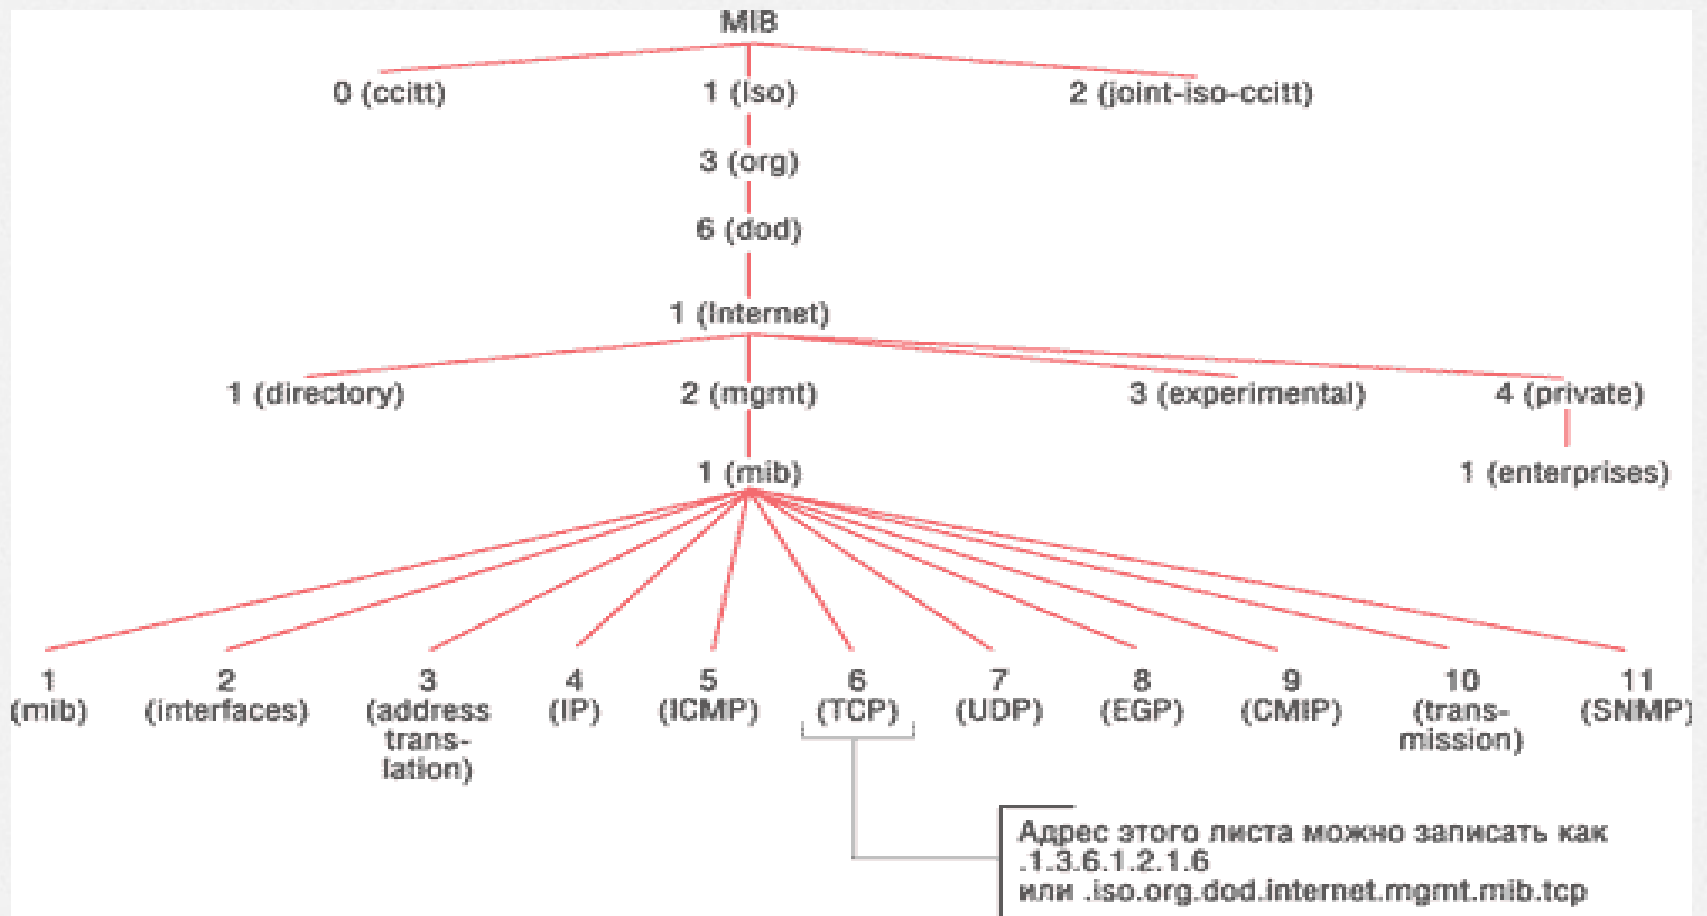 MIB
0 (ccitt)
1 (iso)
2 (joint-iso-ccitt)
3 (org)
6 (dod)
1 (Internet)
1 (directory)
2 (mgmt)
3 (experimental)
4 (private)
1 (mib)
1 (enterprises)
1
(mib)
2
(interfaces)
3
(address
trans-
lation)
4
(IP)
5
(ICMP)
6
(TCP)
7
(UDP)
8
(EGP)
9
(CMIP)
10
(trans-
mission)
11
(SNMP)
Адрес этого листа можно записать как
.1.3.6.1.2.1.6
или .iso.org.dod.internet.mgmt.mib.tcp